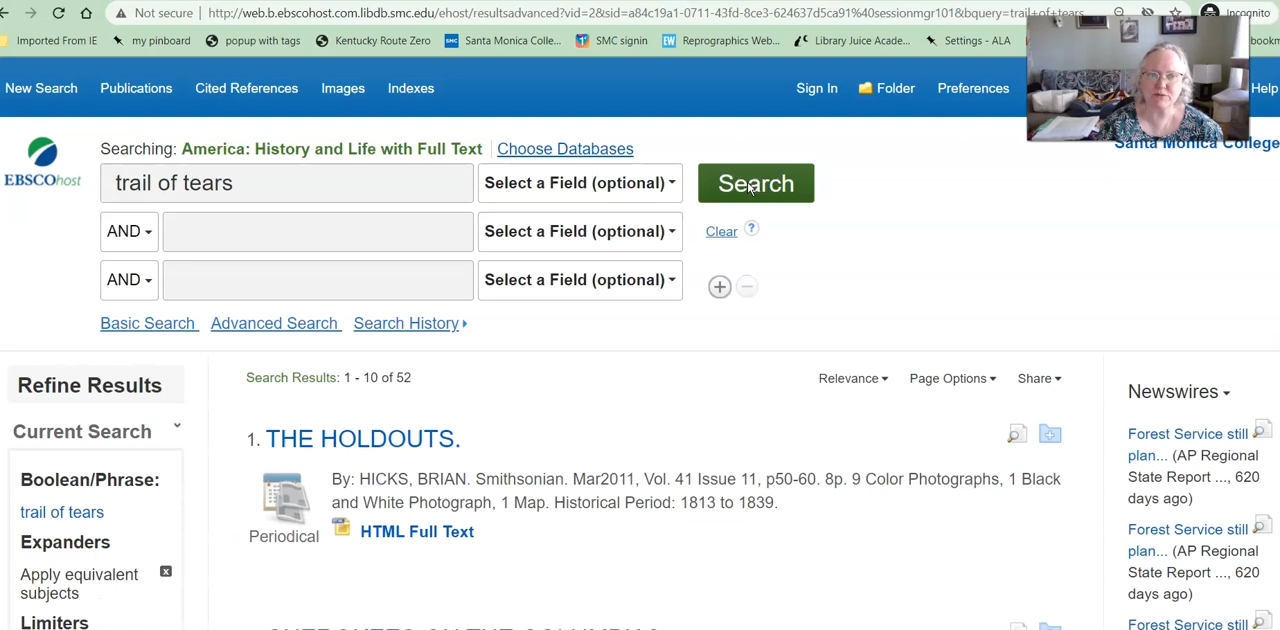 Not secure | http://web.b.ebscohost.com.libdb.smc.edu/ehost/resultsadvanced?vid=2&sid=a84c19a1-0711-43fd-8ce3-624637d5ca91%40sessionmgr101&bquery=trail+of+tears
Incognito
Imported From IE my pinboard popup with tags Kentucky Route Zero Santa Monica Colle... SMC signin Reprographics Web... Library Juice Acade... Settings - ALA
New Search Publications Cited References Images Indexes Sign In Folder Preferences Help
Searching: America: History and Life with Full Text | Choose Databases
Santa Monica College
EBSCOhost
trail of tears Select a Field (optional) Search
AND Select a Field (optional) Clear ?
AND Select a Field (optional)
Basic Search Advanced Search Search History
Refine Results
Current Search
Boolean/Phrase:
trail of tears
Expanders
Apply equivalent
subjects
Limiters
Search Results: 1 - 10 of 52 Relevance Page Options Share
1. THE HOLDOUTS.
By: HICKS, BRIAN. Smithsonian. Mar2011, Vol. 41 Issue 11, p50-60. 8p. 9 Color Photographs, 1 Black
and White Photograph, 1 Map. Historical Period: 1813 to 1839.
Periodical
HTML Full Text
Newswires
Forest Service still
plan... (AP Regional
State Report ..., 620
days ago)
Forest Service still
plan... (AP Regional
State Report ..., 620
days ago)
Forest Service still